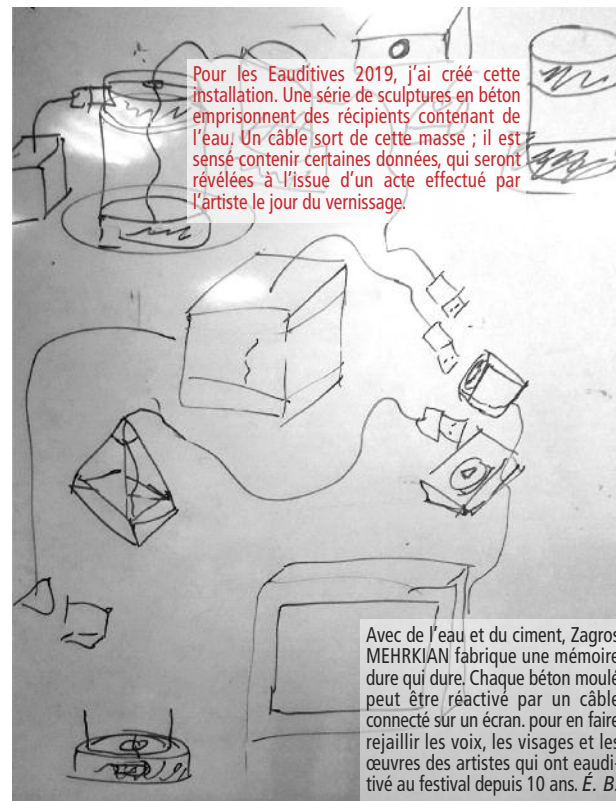 Pour les Eauditives 2019, j’ai créé cette
installation. Une série de sculptures en béton
emprisonnent des récipients contenant de
l’eau. Un câble sort de cette masse ; il est
sensé contenir certaines données, qui seront
révélées à l’issue d’un acte effectué par
l’artiste le jour du vernissage.
Avec de l’eau et du ciment, Zagros
MEHRKIAN fabrique une mémoire
dure qui dure. Chaque béton moulé
peut être réactivé par un câble
connecté sur un écran. pour en faire
rejaillir les voix, les visages et les
œuvres des artistes qui ont eaudi-
tivé au festival depuis 10 ans. É. B